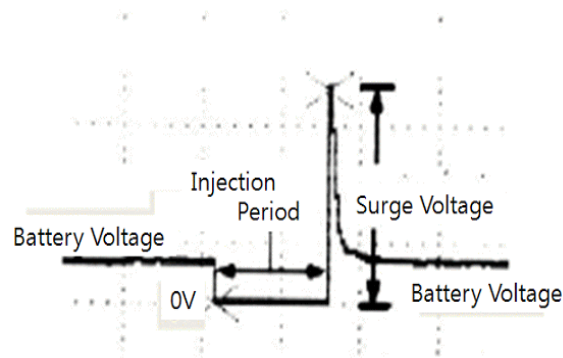 Injection
Period
Surge Voltage
Battery Voltage
0V
Battery Voltage